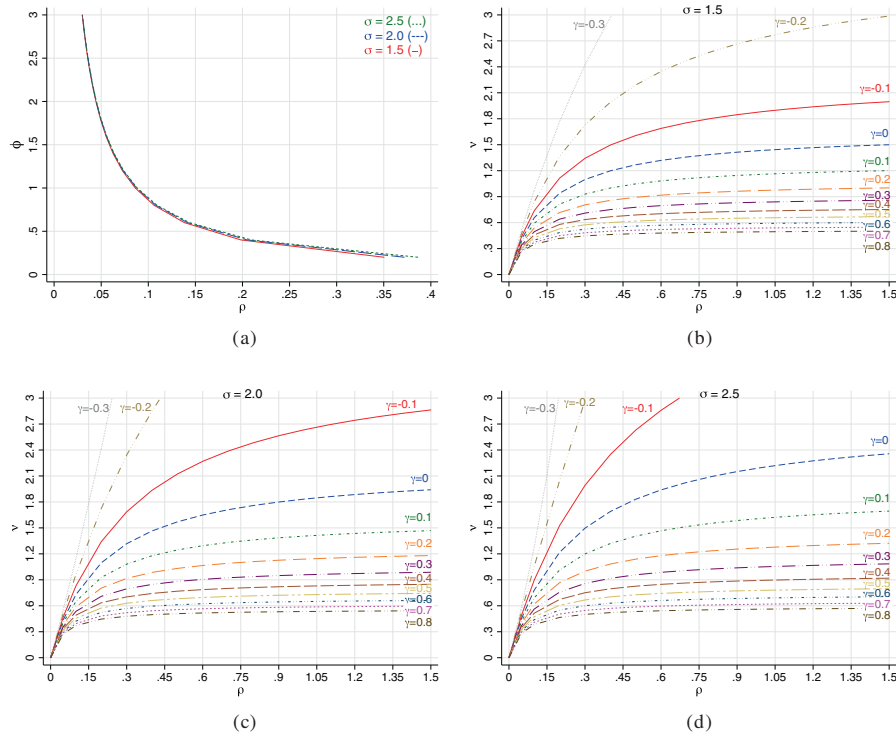 σ = 2.5 (...)
σ = 2.0 (---)
σ = 1.5 (–)
ϕ
0 .5 1 1.5 2 2.5 3
0 .05 .1 .15 .2 .25 .3 .35 .4
ρ
(a)
σ = 1.5
γ=-0.3
γ=-0.2
γ=-0.1
γ=0
γ=0.1
γ=0.2
γ=0.3
γ=0.4
γ=0.5
γ=0.6
γ=0.7
γ=0.8
ν
0 .3 .6 .9 1.2 1.5 1.8 2.1 2.4 2.7 3
0 .15 .3 .45 .6 .75 .9 1.05 1.2 1.35 1.5
ρ
(b)
σ = 2.0
γ=-0.3
γ=-0.2
γ=-0.1
γ=0
γ=0.1
γ=0.2
γ=0.3
γ=0.4
γ=0.5
γ=0.6
γ=0.7
γ=0.8
ν
0 .3 .6 .9 1.2 1.5 1.8 2.1 2.4 2.7 3
0 .15 .3 .45 .6 .75 .9 1.05 1.2 1.35 1.5
ρ
(c)
σ = 2.5
γ=-0.3
γ=-0.2
γ=-0.1
γ=0
γ=0.1
γ=0.2
γ=0.3
γ=0.4
γ=0.5
γ=0.6
γ=0.7
γ=0.8
ν
0 .3 .6 .9 1.2 1.5 1.8 2.1 2.4 2.7 3
0 .15 .3 .45 .6 .75 .9 1.05 1.2 1.35 1.5
ρ
(d)